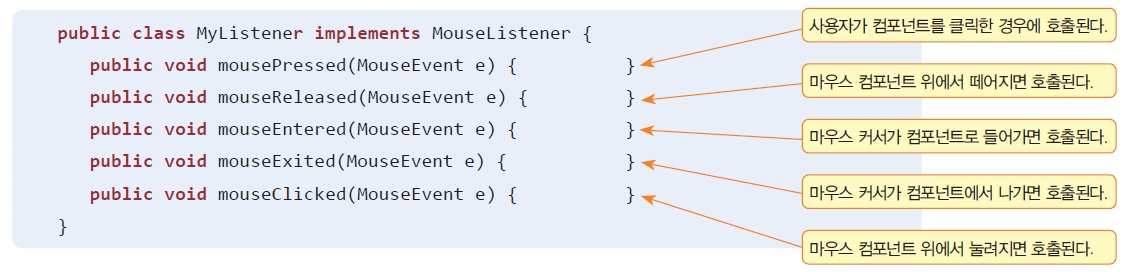 public class MyListener implements MouseListener {
사용자가 컴포넌트를 클릭한 경우에 호출된다.
public void mousePressed(MouseEvent e) { }
마우스 컴포넌트 위에서 떼어지면 호출된다.
public void mouseReleased(MouseEvent e) { }
public void mouseEntered(MouseEvent e) { }
마우스 커서가 컴포넌트로 들어가면 호출된다.
public void mouseExited(MouseEvent e) { }
마우스 커서가 컴포넌트에서 나가면 호출된다.
public void mouseClicked(MouseEvent e) { }
}
마우스 컴포넌트 위에서 눌려지면 호출된다.